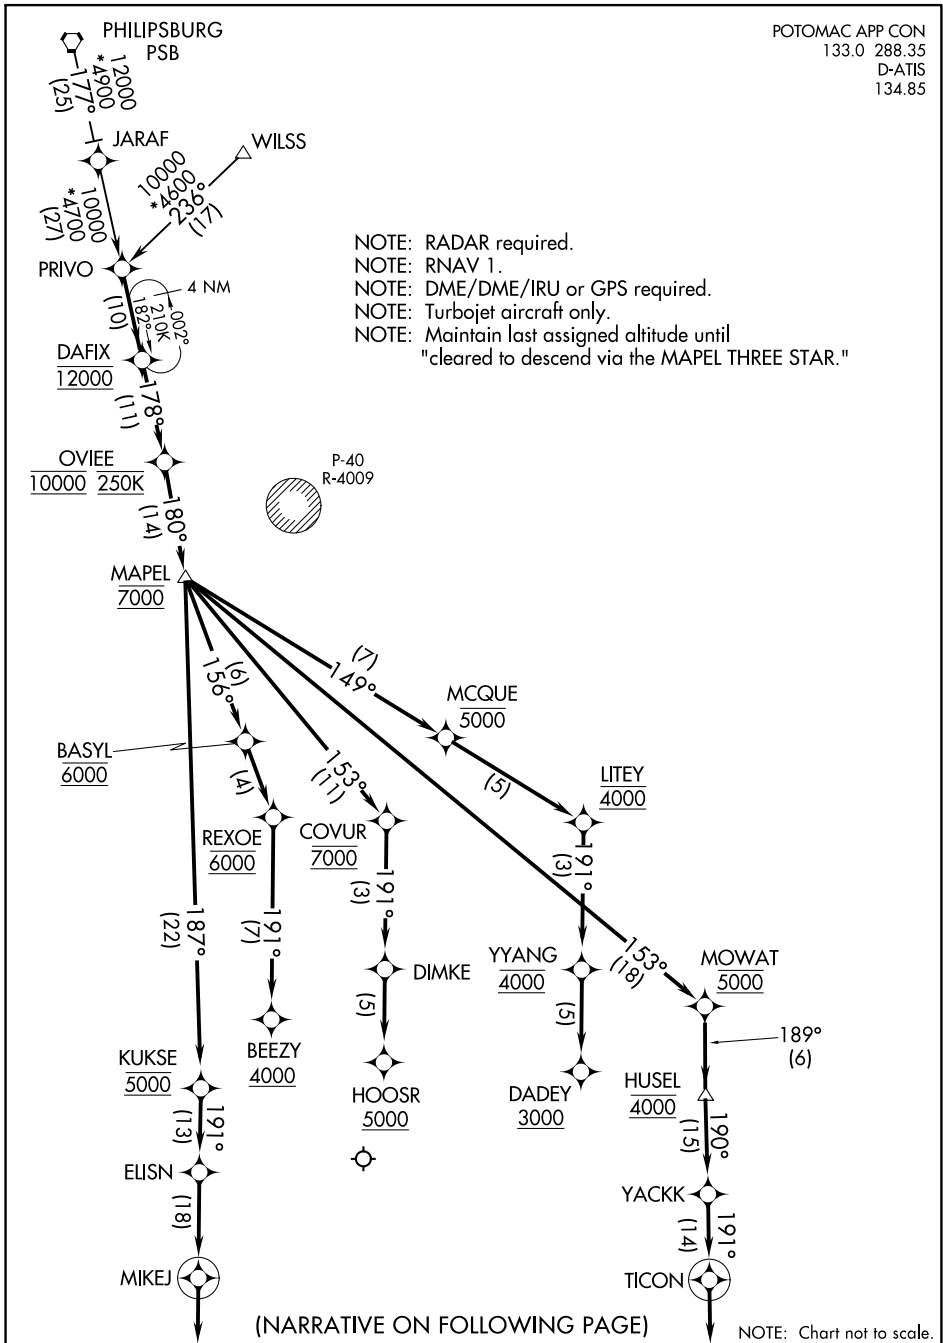 PHILIPSBURG
PSB
POTOMAC APP CON
133.0 288.35
D-ATIS
134.85
12000
*4900
177°
(25)
JARAF
WILSS
10000
*4600
236°
(17)
10000
*4700
(27)
PRIVO
4 NM
(10)
182°
210K
002°
DAFIX
12000
NOTE: RADAR required.
NOTE: RNAV 1.
NOTE: DME/DME/IRU or GPS required.
NOTE: Turbojet aircraft only.
NOTE: Maintain last assigned altitude until
"cleared to descend via the MAPEL THREE STAR."
178°
(11)
OVIEE
10000 250K
P-40
R-4009
180°
(14)
MAPEL
7000
(7)
149°
(6)
156°
MCQUE
5000
BASYL
6000
(4)
153°
(11)
(5)
LITEY
4000
REXOE
6000
COVUR
7000
191°
(3)
191°
(3)
187°
(22)
191°
(7)
153°
(18)
DIMKE
YYANG
4000
MOWAT
5000
(5)
(5)
189°
(6)
BEEZY
4000
KUKSE
5000
HOOSR
5000
DADEY
3000
HUSEL
4000
191°
(13)
190°
(15)
ELISN
YACKK
(18)
191°
(14)
MIKEJ
TICON
(NARRATIVE ON FOLLOWING PAGE)
NOTE: Chart not to scale.